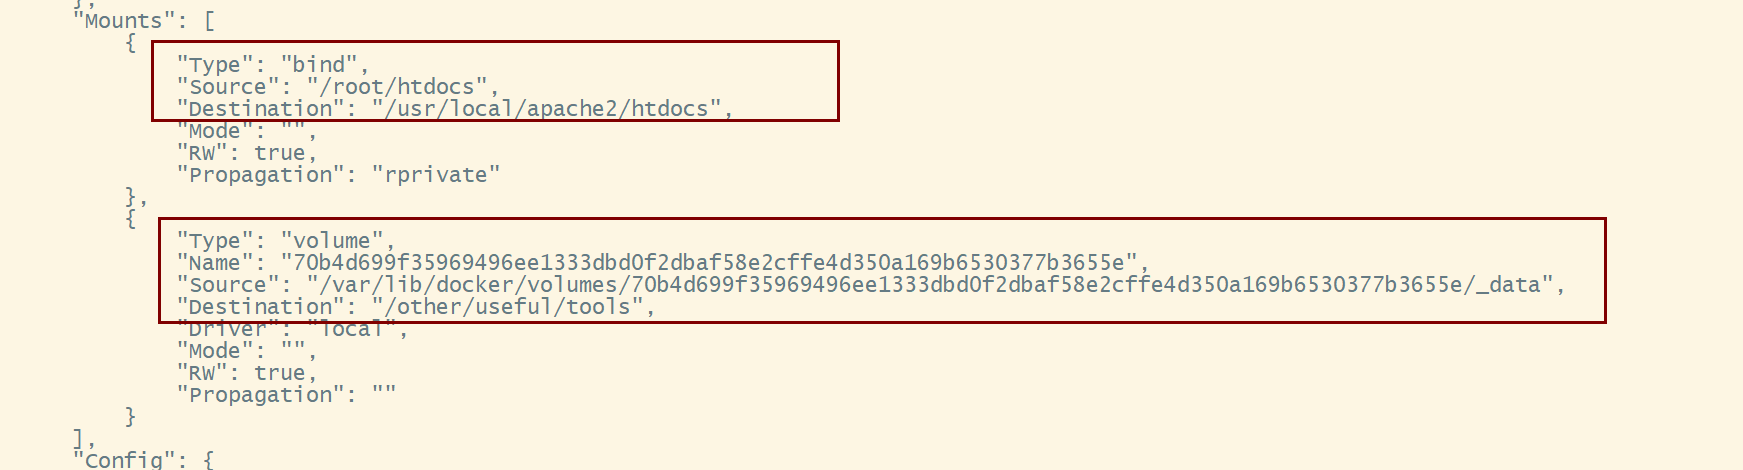 },
"Mounts": [
{
"Type": "bind",
"Source": "/root/htdocs",
"Destination": "/usr/local/apache2/htdocs",
"Mode": "",
"RW": true,
"Propagation": "rprivate"
},
{
"Type": "volume",
"Name": "70b4d699f35969496ee1333dbd0f2dbaf58e2cffe4d350a169b6530377b3655e",
"Source": "/var/lib/docker/volumes/70b4d699f35969496ee1333dbd0f2dbaf58e2cffe4d350a169b6530377b3655e/_data",
"Destination": "/other/useful/tools",
"Driver": "local",
"Mode": "",
"RW": true,
"Propagation": ""
}
],
"Config": {